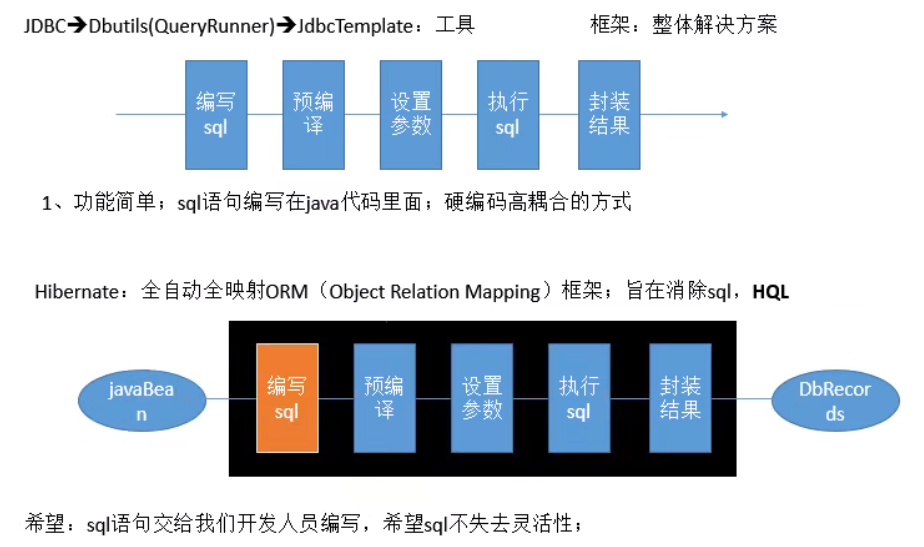 JDBC➔Dbutils(QueryRunner)➔JdbcTemplate：工具 框架：整体解决方案
编写
sql
预编
译
设置
参数
执行
sql
封装
结果
1、功能简单；sql语句编写在java代码里面；硬编码高耦合的方式
Hibernate：全自动全映射ORM（Object Relation Mapping）框架；旨在消除sql，HQL
javaBea
n
编写
sql
预编
译
设置
参数
执行
sql
封装
结果
DbRecor
ds
希望：sql语句交给我们开发人员编写，希望sql不失去灵活性；